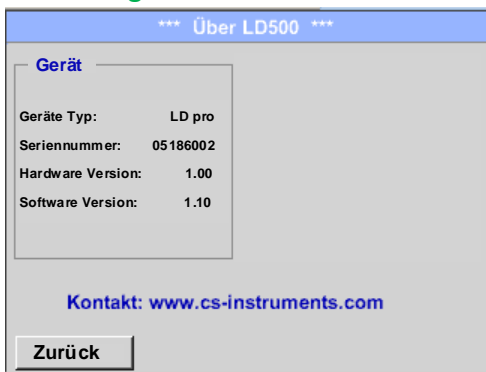 *** Über LD500 ***
Gerät
Geräte Typ: LD pro
Seriennummer: 05186002
Hardware Version: 1.00
Software Version: 1.10
Kontakt: www.cs-instruments.com
Zurück